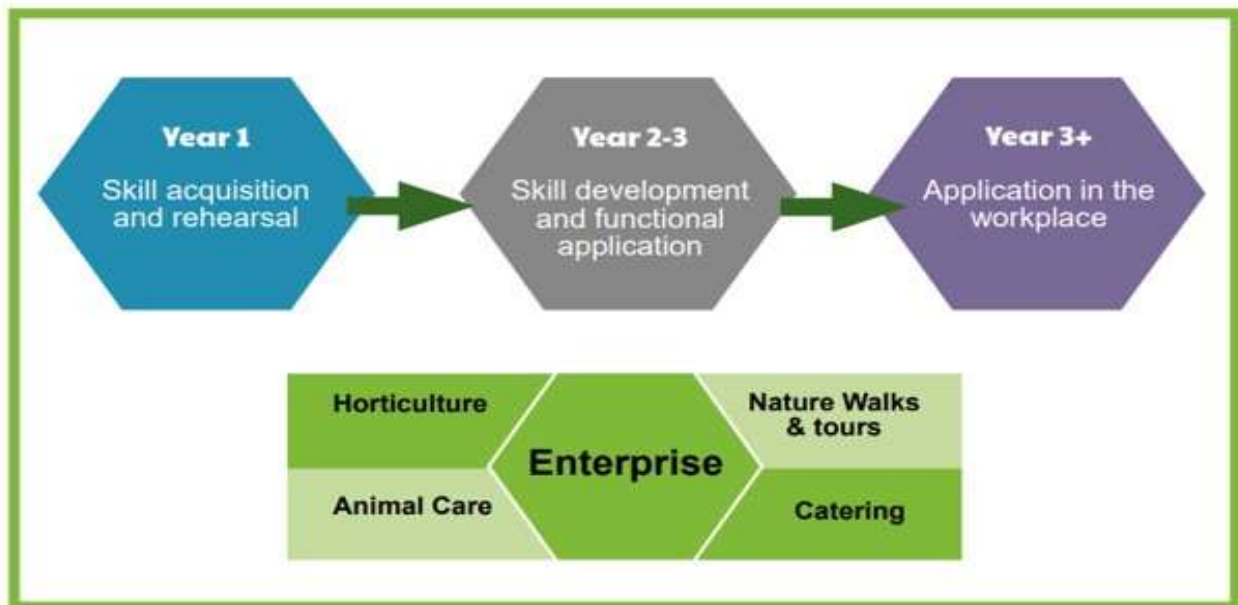 Year 1
Skill acquisition
and rehearsal
Year 2-3
Skill development
and functional
application
Year 3+
Application in the
workplace
Horticulture
Animal Care
Enterprise
Nature Walks
& tours
Catering